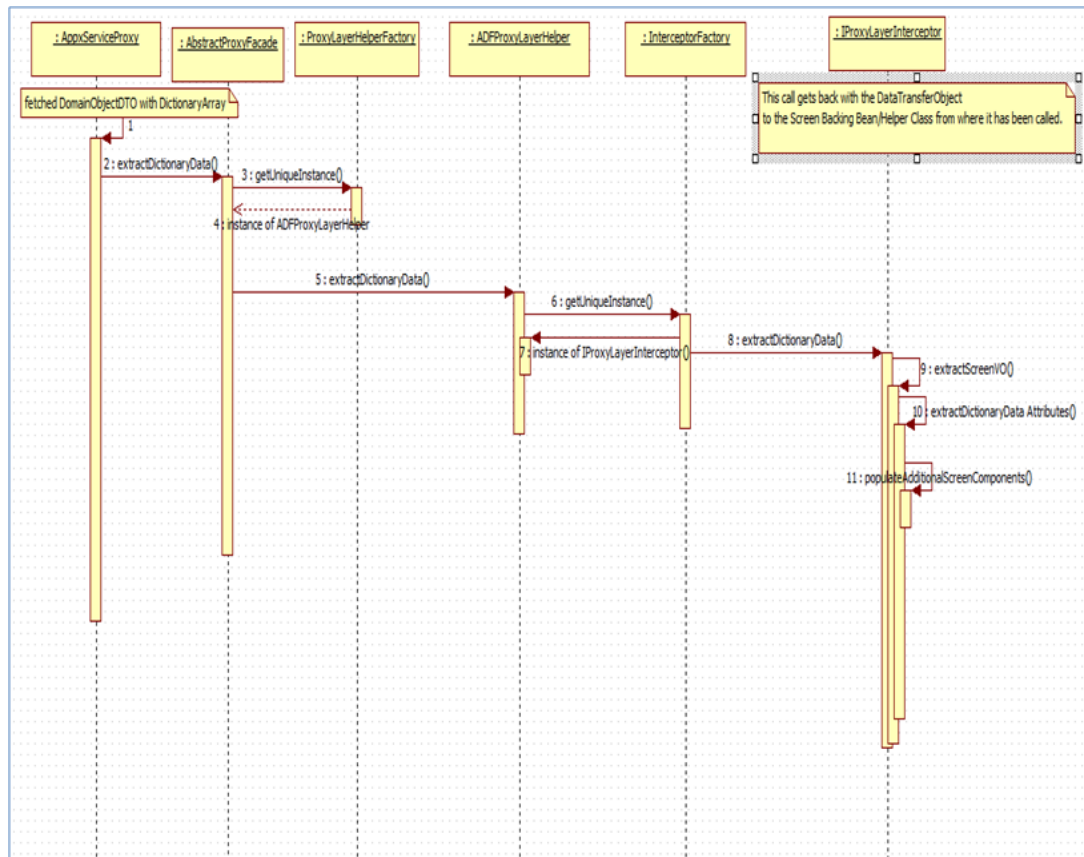 : AppxServiceProxy
: AbstractProxyFacade
: ProxyLayerHelperFactory
: ADFProxyLayerHelper
: InterceptorFactory
: IProxyLayerInterceptor
fetched DomainObjectDTO with DictionaryArray
This call gets back with the DataTransferObject
to the Screen Backing Bean/Helper Class from where it has been called.
1
2 : extractDictionaryData()
3 : getUniqueInstance()
4 : instance of ADFProxyLayerHelper
5 : extractDictionaryData()
6 : getUniqueInstance()
7 : instance of IProxyLayerInterceptor()
8 : extractDictionaryData()
9 : extractScreenVO()
10 : extractDictionaryData Attributes()
11 : populateAdditionalScreenComponents()